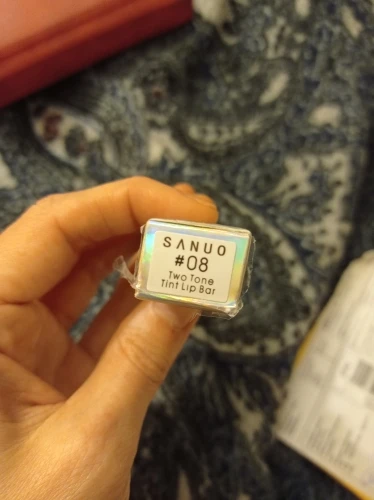 SANUO
#08
Two Tone
Tint Lip Bar